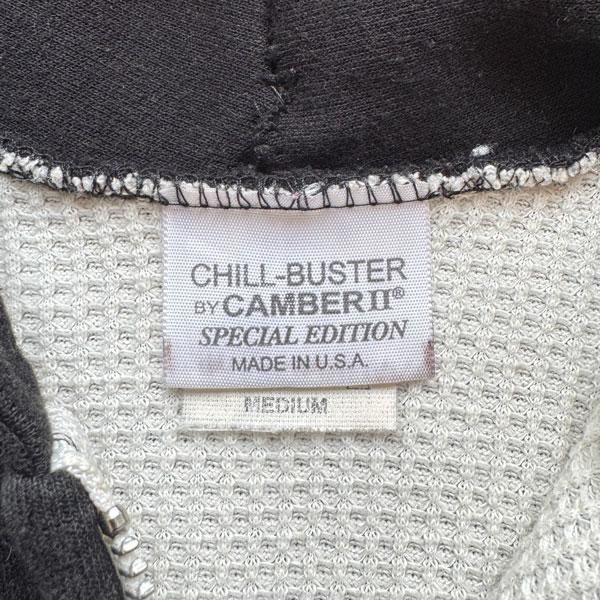 CHILL-BUSTER
BY CAMBER II®
SPECIAL EDITION
MADE IN U.S.A.
MEDIUM